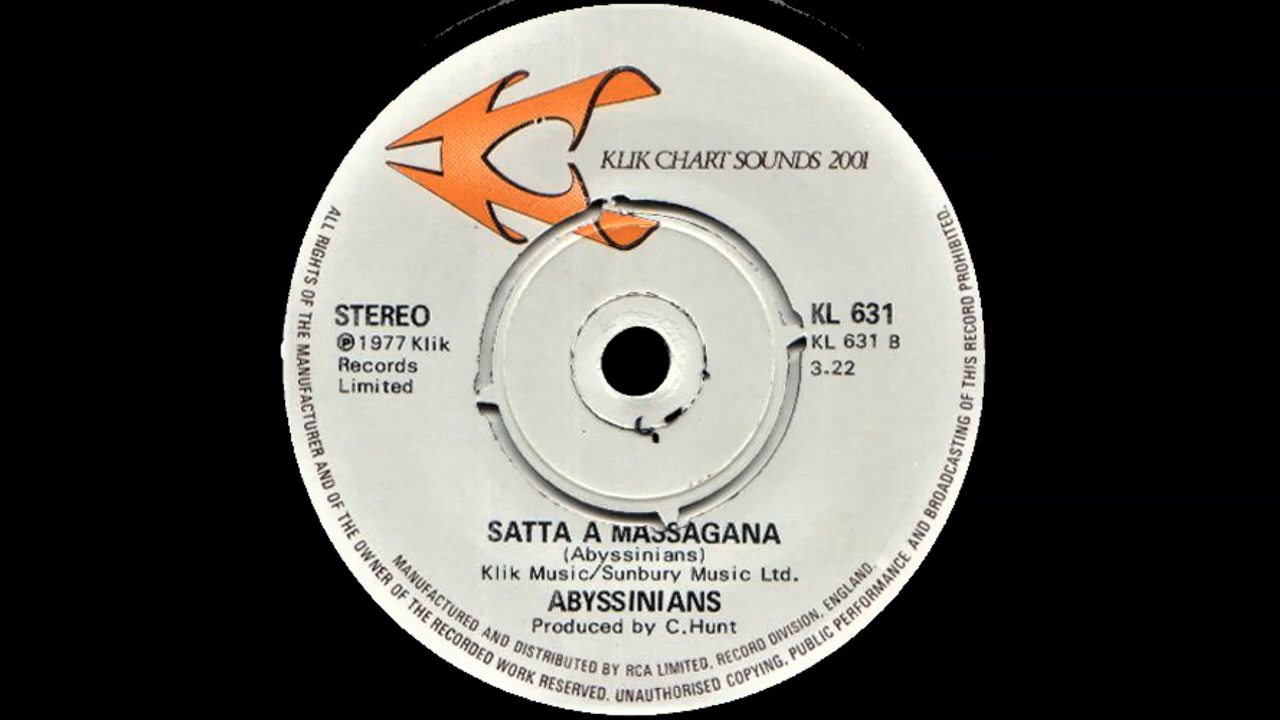 KLIK CHART SOUNDS 2001
STEREO
℗1977 Klik
Records
Limited
KL 631
KL 631 B
3.22
SATTA A MASSAGANA
(Abyssinians)
Klik Music/Sunbury Music Ltd.
ABYSSINIANS
Produced by C.Hunt
MANUFACTURED AND DISTRIBUTED BY RCA LIMITED, RECORD DIVISION, ENGLAND.
ALL RIGHTS OF THE MANUFACTURER AND OF THE OWNER OF THE RECORDED WORK RESERVED. UNAUTHORISED COPYING, PUBLIC PERFORMANCE AND BROADCASTING OF THIS RECORD PROHIBITED.